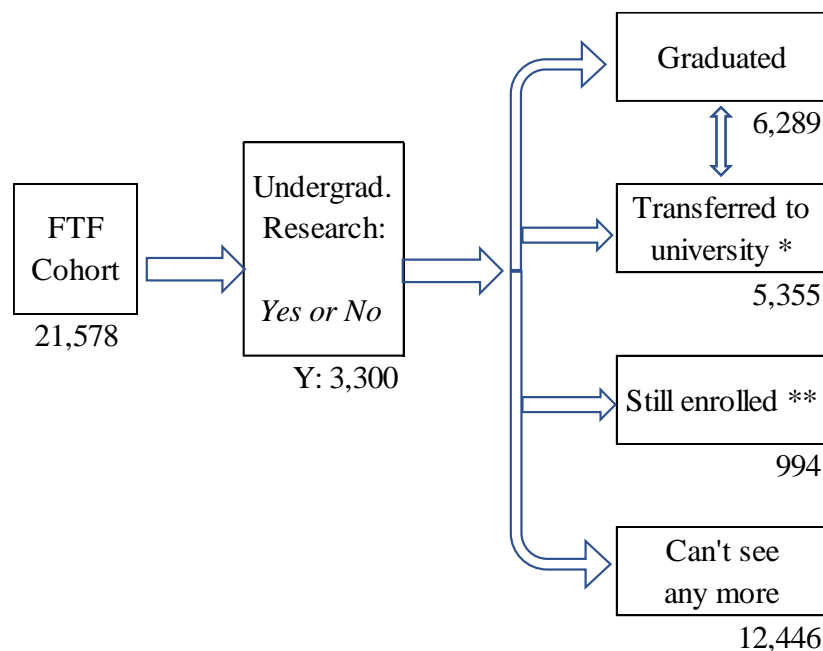 FTF
Cohort
21,578
Undergrad.
Research:
Yes or No
Y: 3,300
Graduated
6,289
Transferred to
university *
5,355
Still enrolled **
994
Can't see
any more
12,446